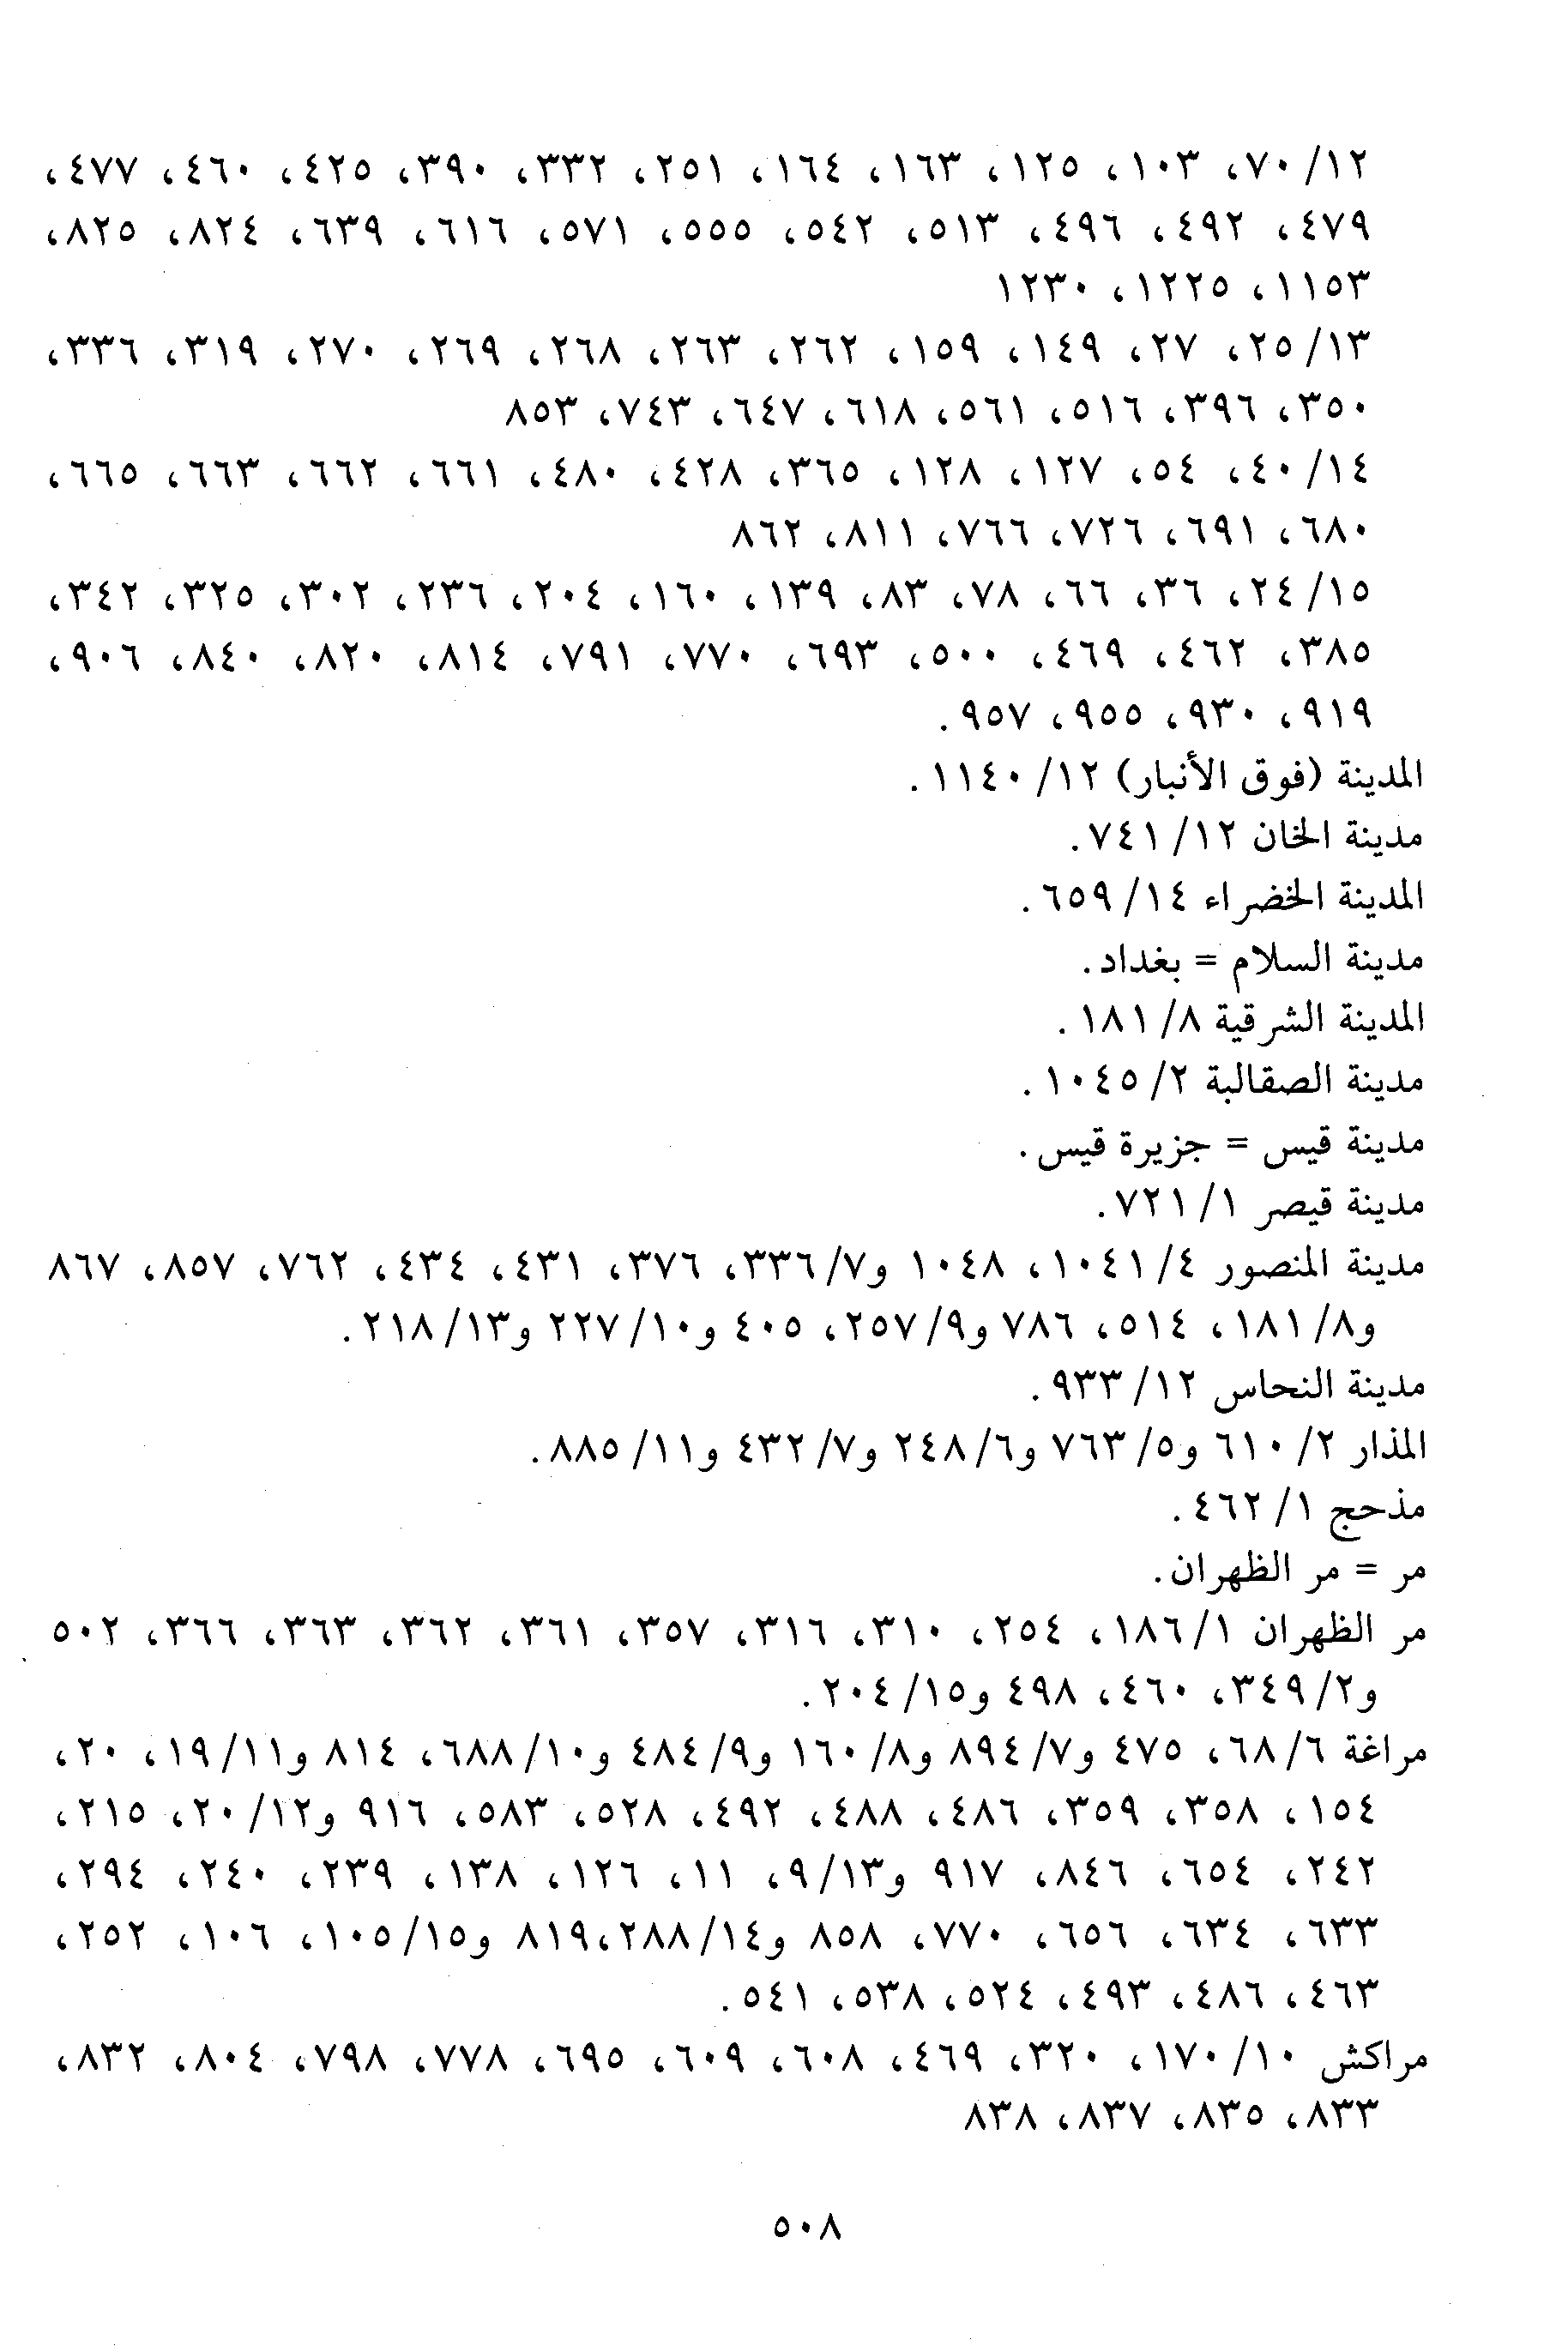 ١٢/ ٧٠، ١٠٣، ١٢٥، ١٦٣، ١٦٤، ٢٥١، ٣٣٢، ٣٩٠، ٤٢٥، ٤٦٠، ٤٧٧،
٤٧٩، ٤٩٢، ٤٩٦، ٥١٣، ٥٤٢، ٥٥٥، ٥٧١، ٦١٦، ٦٣٩، ٨٢٤، ٨٢٥،
١١٥٣، ١٢٢٥، ١٢٣٠
١٣/ ٢٥، ٢٧، ١٤٩، ١٥٩، ٢٦٢، ٢٦٣، ٢٦٨، ٢٦٩، ٢٧٠، ٣١٩، ٣٣٦،
٣٥٠، ٣٩٦، ٥١٦، ٥٦١، ٦١٨، ٦٤٧، ٧٤٣، ٨٥٣
١٤/ ٤٠، ٥٤، ١٢٧، ١٢٨، ٣٦٥، ٤٢٨، ٤٨٠، ٦٦١، ٦٦٢، ٦٦٣، ٦٦٥،
٦٨٠، ٦٩١، ٧٢٦، ٧٦٦، ٨١١، ٨٦٢
١٥/ ٢٤، ٣٦، ٦٦، ٧٨، ٨٣، ١٣٩، ١٦٠، ٢٠٤، ٢٣٦، ٣٠٢، ٣٢٥، ٣٤٢،
٣٨٥، ٤٦٢، ٤٦٩، ٥٠٠، ٦٩٣، ٧٧٠، ٧٩١، ٨١٤، ٨٢٠، ٨٤٠، ٩٠٦،
٩١٩، ٩٣٠، ٩٥٥، ٩٥٧.
المدينة (فوق الأنبار) ١٢/ ١١٤٠.
مدينة الخان ١٢/ ٧٤١.
المدينة الخضراء ١٤/ ٦٥٩.
مدينة السلام = بغداد.
المدينة الشرقية ٨/ ١٨١.
مدينة الصقالبة ٢/ ١٠٤٥.
مدينة قيس = جزيرة قيس.
مدينة قيصر ١/ ٧٢١.
مدينة المنصور ٤/ ١٠٤١، ١٠٤٨ و٧/ ٣٣٦، ٣٧٦، ٤٣١، ٤٣٤، ٧٦٢، ٨٥٧، ٨٦٧
و٨/ ١٨١، ٥١٤، ٧٨٦ و٩/ ٢٥٧، ٤٠٥ و١٠/ ٢٢٧ و١٣/ ٢١٨.
مدينة النحاس ١٢/ ٩٣٣.
المذار ٢/ ٦١٠ و٥/ ٧٦٣ و٦/ ٢٤٨ و٧/ ٤٣٢ و١١/ ٨٨٥.
مذحج ١/ ٤٦٢.
مر = مر الظهران.
مر الظهران ١/ ١٨٦، ٢٥٤، ٣١٠، ٣١٦، ٣٥٧، ٣٦١، ٣٦٢، ٣٦٣، ٣٦٦، ٥٠٢
و٢/ ٣٤٩، ٤٦٠، ٤٩٨ و١٥/ ٢٠٤.
مراغة ٦/ ٦٨، ٤٧٥ و٧/ ٨٩٤ و٨/ ١٦٠ و٩/ ٤٨٤ و١٠/ ٦٨٨، ٨١٤ و١١/ ١٩، ٢٠،
١٥٤، ٣٥٨، ٣٥٩، ٤٨٦، ٤٨٨، ٤٩٢، ٥٢٨، ٥٨٣، ٩١٦ و١٢/ ٢٠، ٢١٥،
٢٤٢، ٦٥٤، ٨٤٦، ٩١٧ و١٣/ ٩، ١١، ١٢٦، ١٣٨، ٢٣٩، ٢٤٠، ٢٩٤،
٦٣٣، ٦٣٤، ٦٥٦، ٧٧٠، ٨٥٨ و١٤/ ٢٨٨، ٨١٩ و١٥/ ١٠٥، ١٠٦، ٢٥٢،
٤٦٣، ٤٨٦، ٤٩٣، ٥٢٤، ٥٣٨، ٥٤١.
مراكش ١٠/ ١٧٠، ٣٢٠، ٤٦٩، ٦٠٨، ٦٠٩، ٦٩٥، ٧٧٨، ٧٩٨، ٨٠٤، ٨٣٢،
٨٣٣، ٨٣٥، ٨٣٧، ٨٣٨
٥٠٨